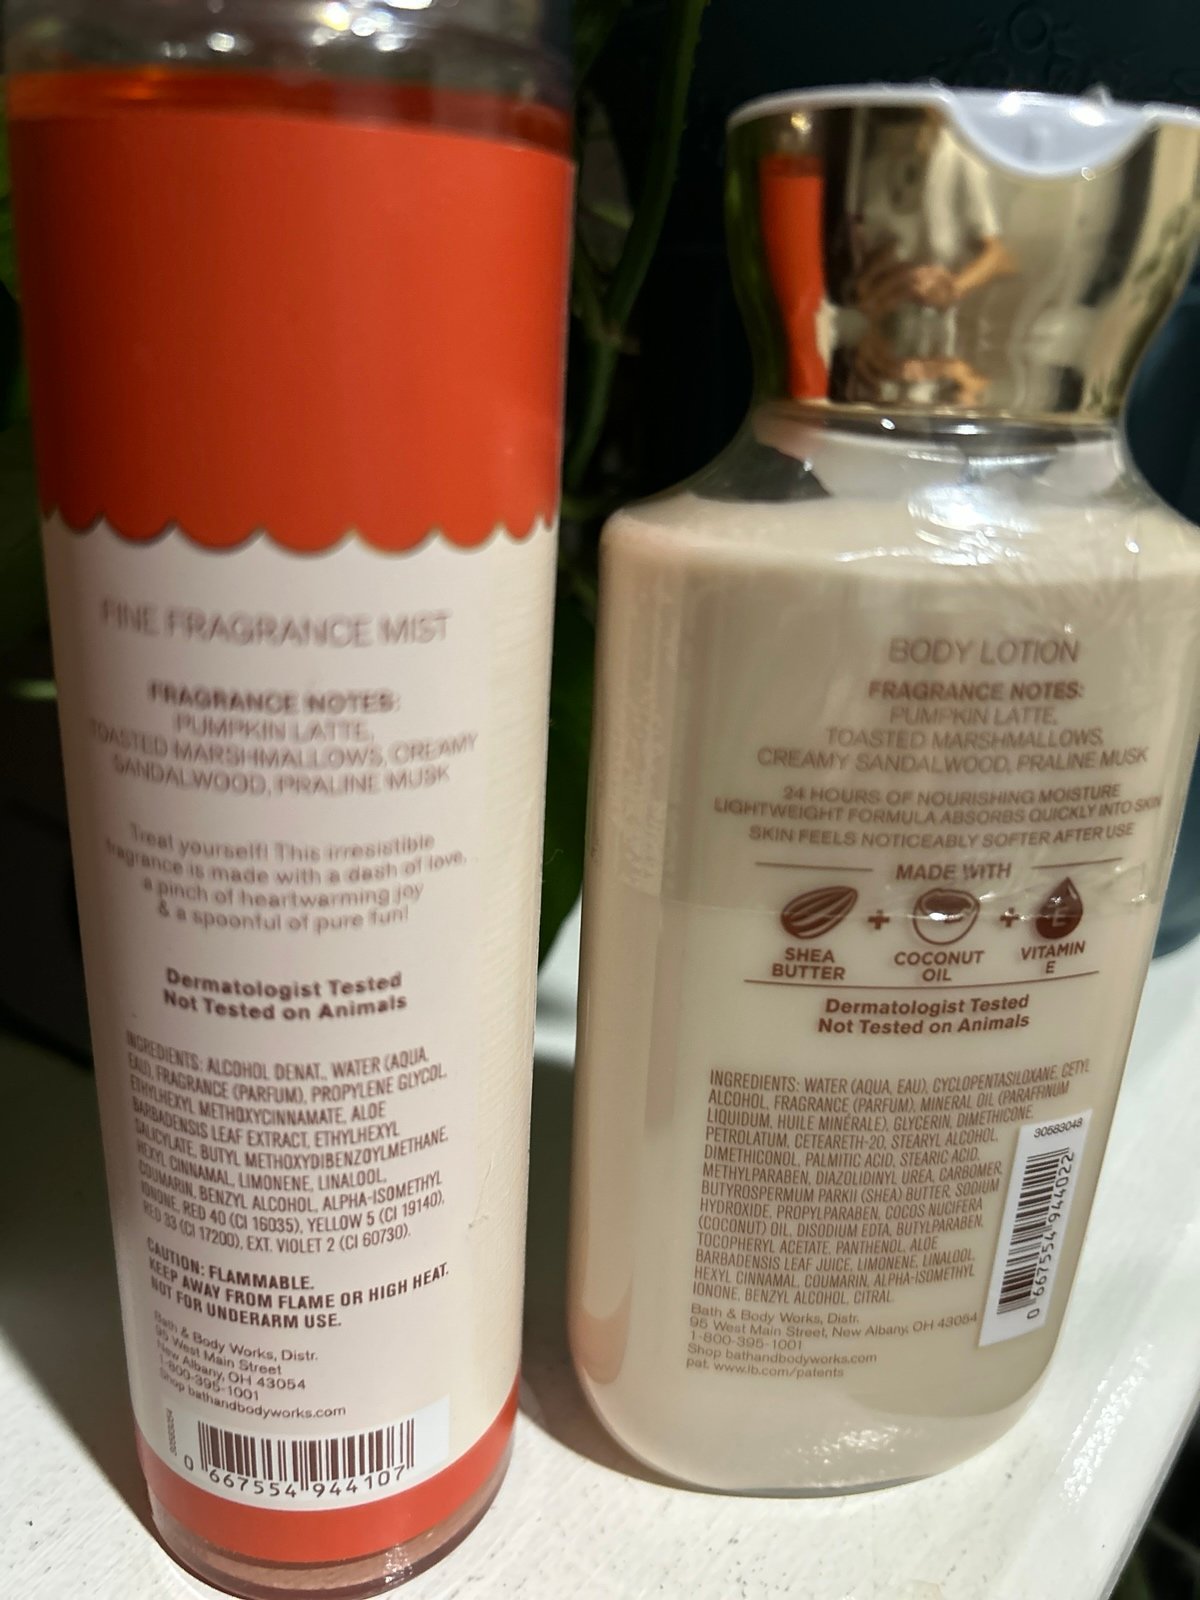 FINE FRAGRANCE MIST
FRAGRANCE NOTES:
PUMPKIN LATTE,
TOASTED MARSHMALLOWS, CREAMY
SANDALWOOD, PRALINE MUSK
Treat yourself! This irresistible
fragrance is made with a dash of love,
a pinch of heartwarming joy
& a spoonful of pure fun!
Dermatologist Tested
Not Tested on Animals
INGREDIENTS: ALCOHOL DENAT., WATER (AQUA,
EAU), FRAGRANCE (PARFUM), PROPYLENE GLYCOL,
ETHYLHEXYL METHOXYCINNAMATE, ALOE
BARBADENSIS LEAF EXTRACT, ETHYLHEXYL
SALICYLATE, BUTYL METHOXYDIBENZOYLMETHANE,
HEXYL CINNAMAL, LIMONENE, LINALOOL,
COUMARIN, BENZYL ALCOHOL, ALPHA-ISOMETHYL
IONONE, RED 40 (CI 16035), YELLOW 5 (CI 19140),
RED 33 (CI 17200), EXT. VIOLET 2 (CI 60730).
CAUTION: FLAMMABLE.
KEEP AWAY FROM FLAME OR HIGH HEAT.
NOT FOR UNDERARM USE.
Bath & Body Works, Distr.
95 West Main Street
New Albany, OH 43054
1-800-395-1001
Shop bathandbodyworks.com
0 667554 944107
BODY LOTION
FRAGRANCE NOTES:
PUMPKIN LATTE,
TOASTED MARSHMALLOWS,
CREAMY SANDALWOOD, PRALINE MUSK
24 HOURS OF NOURISHING MOISTURE
LIGHTWEIGHT FORMULA ABSORBS QUICKLY INTO SKIN
SKIN FEELS NOTICEABLY SOFTER AFTER USE
MADE WITH
SHEA BUTTER + COCONUT OIL + VITAMIN E
E
Dermatologist Tested
Not Tested on Animals
INGREDIENTS: WATER (AQUA, EAU), CYCLOPENTASILOXANE, CETYL
ALCOHOL, FRAGRANCE (PARFUM), MINERAL OIL (PARAFFINUM
LIQUIDUM, HUILE MINÉRALE), GLYCERIN, DIMETHICONE,
PETROLATUM, CETEARETH-20, STEARYL ALCOHOL,
DIMETHICONOL, PALMITIC ACID, STEARIC ACID,
METHYLPARABEN, DIAZOLIDINYL UREA, CARBOMER,
BUTYROSPERMUM PARKII (SHEA) BUTTER, SODIUM
HYDROXIDE, PROPYLPARABEN, COCOS NUCIFERA
(COCONUT) OIL, DISODIUM EDTA, BUTYLPARABEN,
TOCOPHERYL ACETATE, PANTHENOL, ALOE
BARBADENSIS LEAF JUICE, LIMONENE, LINALOOL,
HEXYL CINNAMAL, COUMARIN, ALPHA-ISOMETHYL
IONONE, BENZYL ALCOHOL, CITRAL.
Bath & Body Works, Distr.
95 West Main Street, New Albany, OH 43054
1-800-395-1001
Shop bathandbodyworks.com
pat. www.lb.com/patents
30583048
0 667554 944022